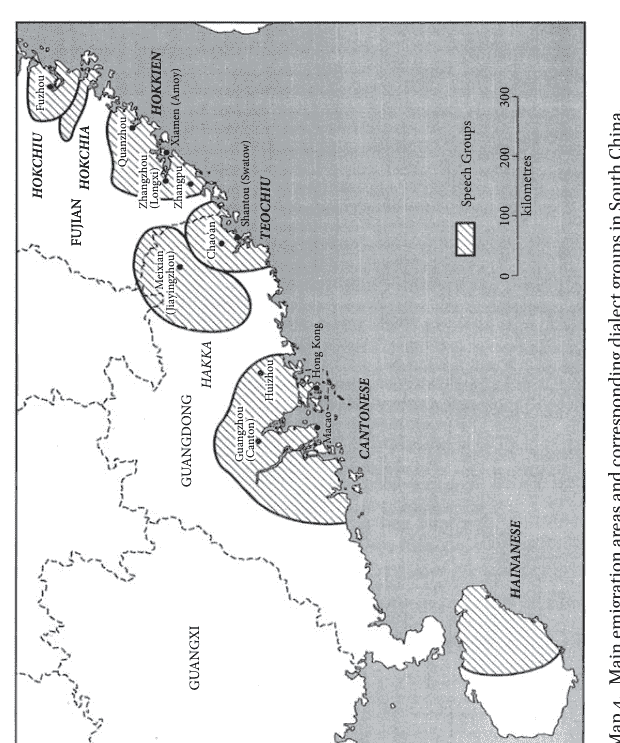 HOKCHIU
Fuzhou
HOKCHIA
FUJIAN
HOKKIEN
Quanzhou
Xiamen (Amoy)
Zhangzhou
(Longxi)
Zhangpu
Shantou (Swatow)
Chaoan
TEOCHIU
Meixian
(Jiayingzhou)
HAKKA
GUANGDONG
Huizhou
Hong Kong
Guangzhou
(Canton)
Macao
CANTONESE
GUANGXI
HAINANESE
Speech Groups
0 100 200 300
kilometres
Map 4 Main emigration areas and corresponding dialect groups in South China